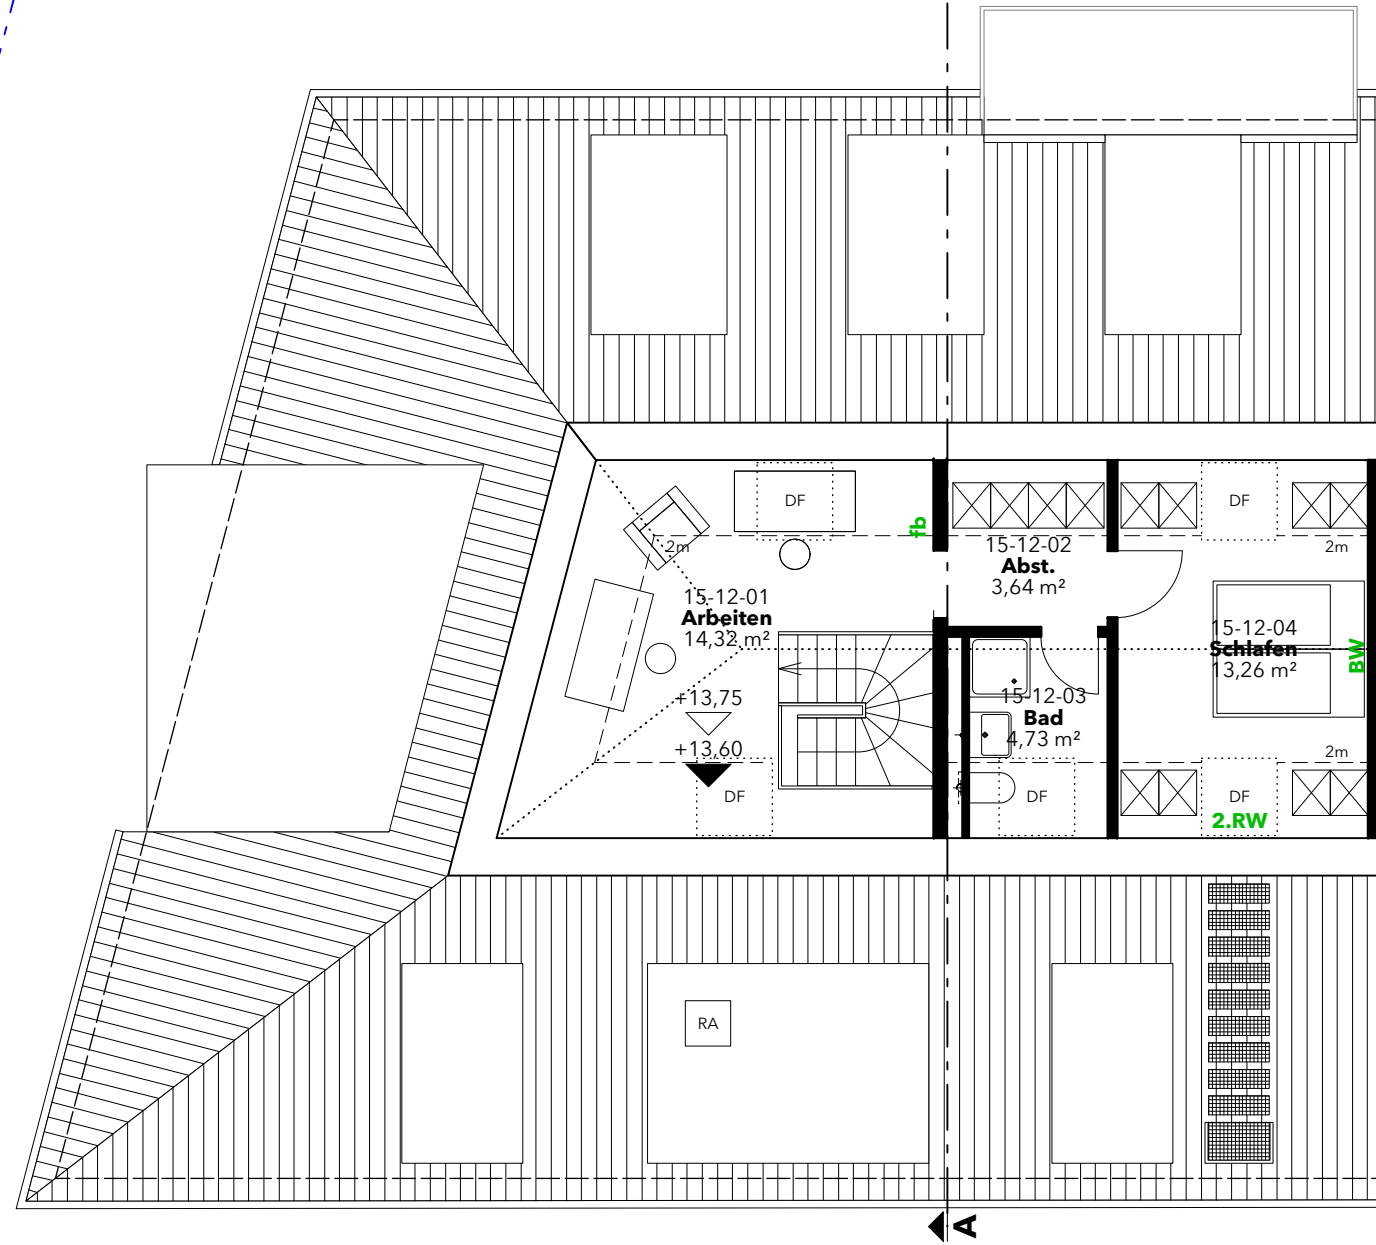 DF
DF
fb
2m
15-12-01
Arbeiten
14,32 m²
15-12-02
Abst.
3,64 m²
2m
15-12-04
Schlafen
13,26 m²
BW
15-12-03
Bad
4,73 m²
+13,75
+13,60
2m
DF
DF
DF
2.RW
RA
A